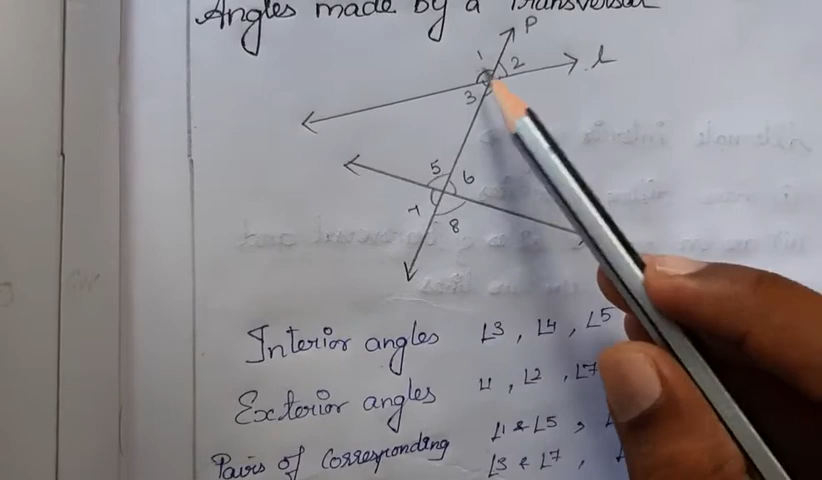 Angles made by a Transversal
P
1 2 l
3
5 6
7 8
Interior angles ∠3, ∠4, ∠5
Exterior angles ∠1, ∠2, ∠7
Pairs of Corresponding ∠1 & ∠5,
∠3 & ∠7,